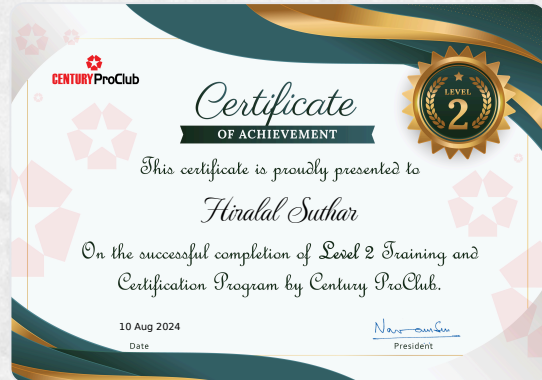 CENTURY ProClub
LEVEL
2
Certificate
OF ACHIEVEMENT
This certificate is proudly presented to
Hiralal Suthar
On the successful completion of Level 2 Training and
Certification Program by Century ProClub.
10 Aug 2024
Date
President